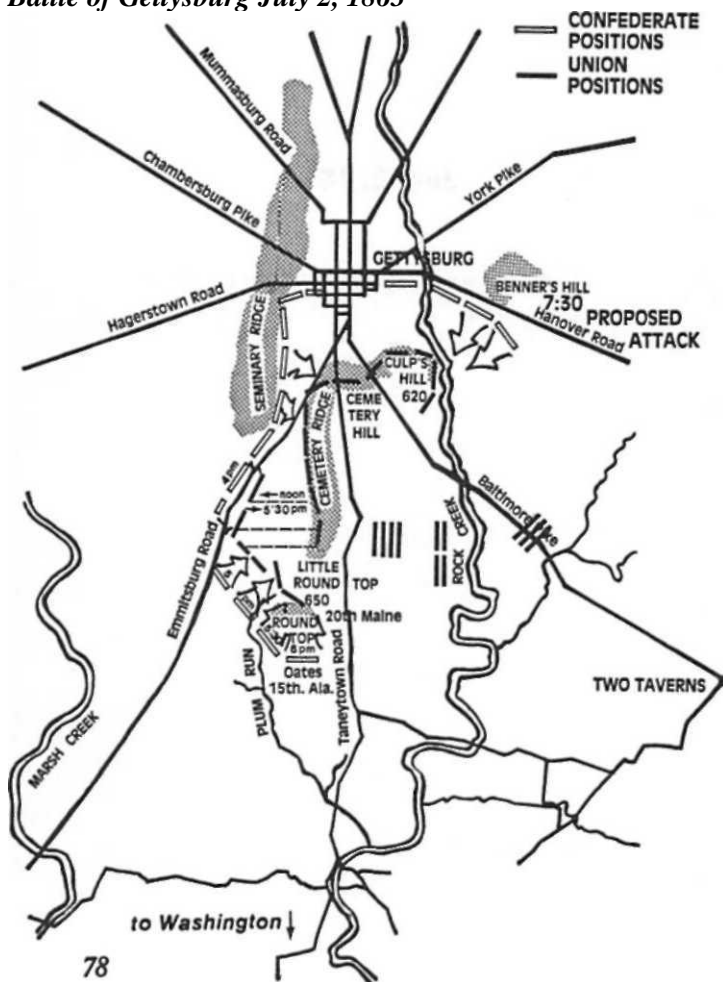 Battle of Gettysburg July 2, 1863
CONFEDERATE
POSITIONS
UNION
POSITIONS
Mummasburg Road
Chambersburg Pike
York Pike
GETTYSBURG
BENNER'S HILL
7:30
PROPOSED
ATTACK
Hagerstown Road
Hanover Road
SEMINARY RIDGE
CULP'S
HILL
620
CEME
TERY
HILL
CEMETERY RIDGE
4pm
noon
5'30pm
Baltimore Pike
ROCK CREEK
Emmitsburg Road
LITTLE
ROUND TOP
650
20th Maine
ROUND
TOP
6pm
Oates
15th. Ala.
PLUM RUN
Taneytown Road
TWO TAVERNS
MARSH CREEK
to Washington
78